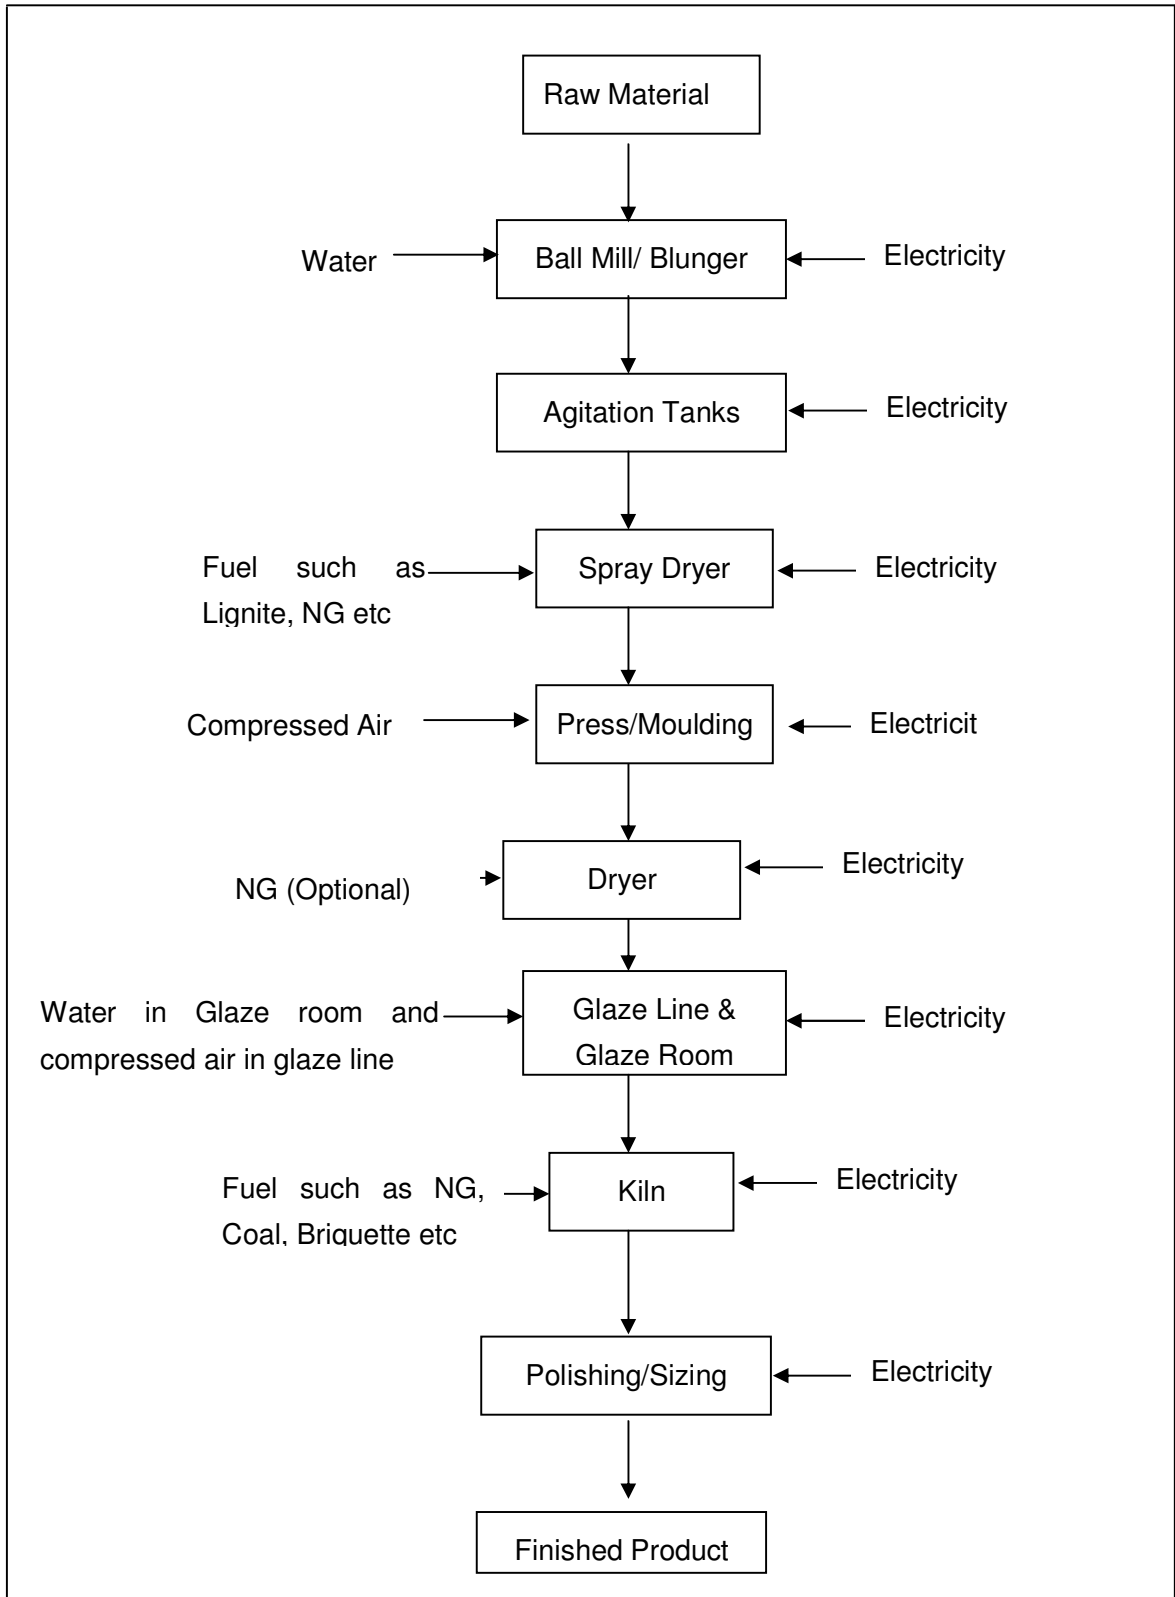 Raw Material
Water
Ball Mill/ Blunger
Electricity
Agitation Tanks
Electricity
Fuel such as
Lignite, NG etc
Spray Dryer
Electricity
Compressed Air
Press/Moulding
Electricit
NG (Optional)
Dryer
Electricity
Water in Glaze room and
compressed air in glaze line
Glaze Line &
Glaze Room
Electricity
Fuel such as NG,
Coal, Briquette etc
Kiln
Electricity
Polishing/Sizing
Electricity
Finished Product